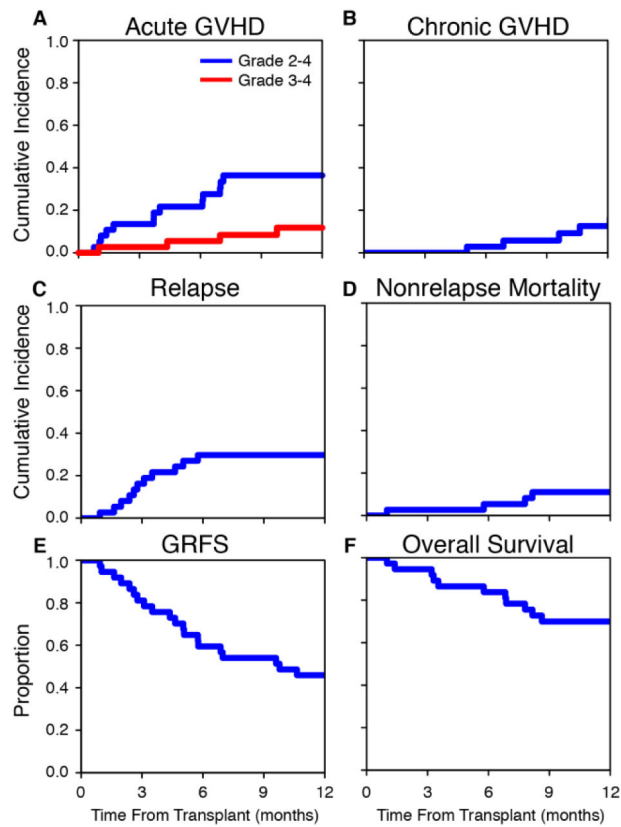 A Acute GVHD
B Chronic GVHD
Cumulative Incidence
1.0
0.8
0.6
0.4
0.2
0.0
Grade 2-4
Grade 3-4
C Relapse
D Nonrelapse Mortality
Cumulative Incidence
1.0
0.8
0.6
0.4
0.2
0.0
E GRFS
F Overall Survival
Proportion
1.0
0.8
0.6
0.4
0.2
0.0
0 3 6 9 12
0 3 6 9 12
Time From Transplant (months)
Time From Transplant (months)